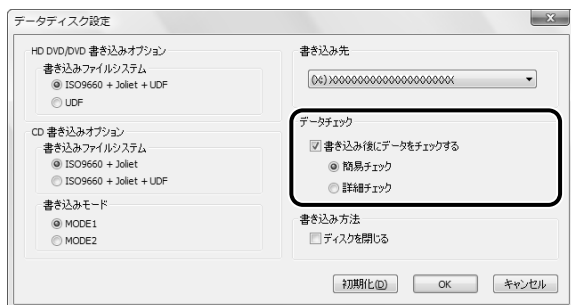 データディスク設定
HD DVD/DVD 書き込みオプション
書き込みファイルシステム
ISO9660 + Joliet + UDF
UDF
CD 書き込みオプション
書き込みファイルシステム
ISO9660 + Joliet
ISO9660 + Joliet + UDF
書き込みモード
MODE1
MODE2
書き込み先
データチェック
書き込み後にデータをチェックする
簡易チェック
詳細チェック
書き込み方法
ディスクを閉じる
初期化(D)
OK
キャンセル